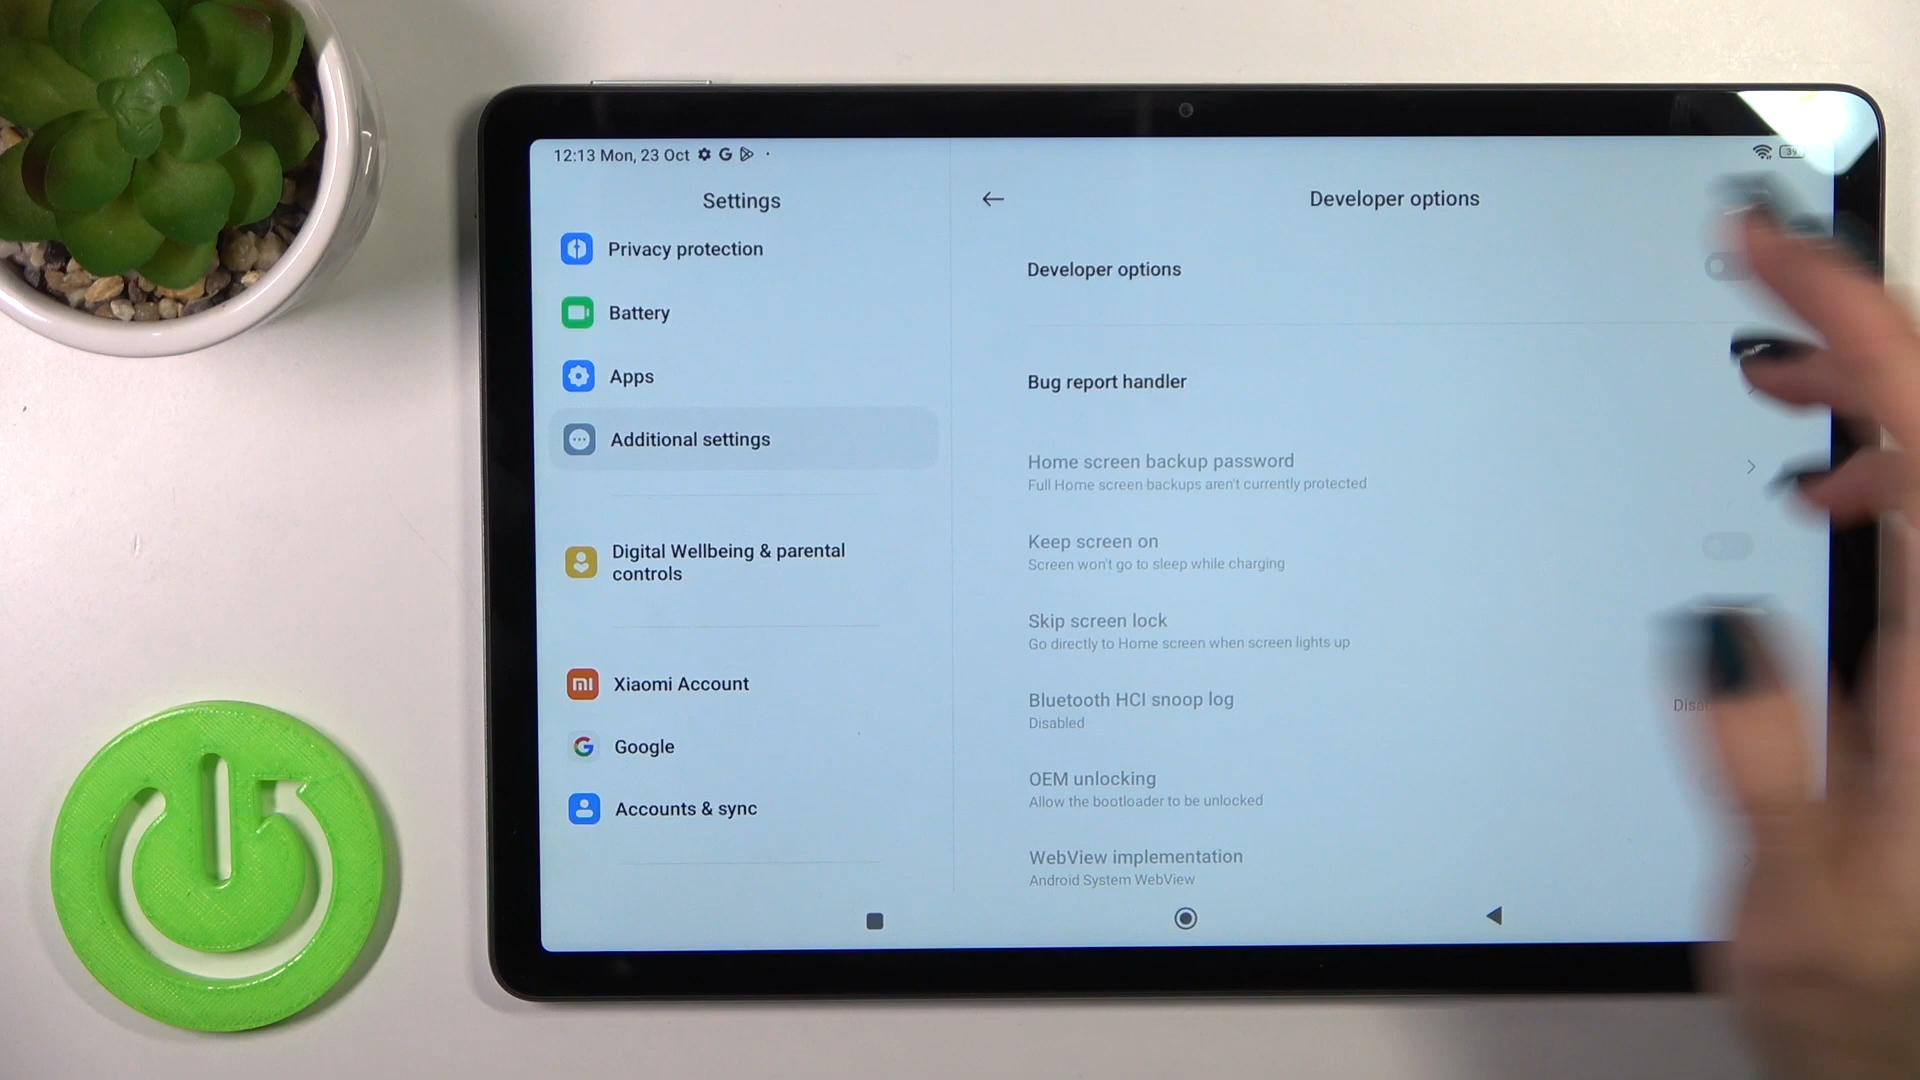 12:13 Mon, 23 Oct
39
Settings
Privacy protection
Battery
Apps
Additional settings
Digital Wellbeing & parental
controls
mi
Xiaomi Account
Google
Accounts & sync
Developer options
Developer options
Bug report handler
Home screen backup password
Full Home screen backups aren't currently protected
Keep screen on
Screen won't go to sleep while charging
Skip screen lock
Go directly to Home screen when screen lights up
Bluetooth HCI snoop log
Disabled
OEM unlocking
Allow the bootloader to be unlocked
WebView implementation
Android System WebView